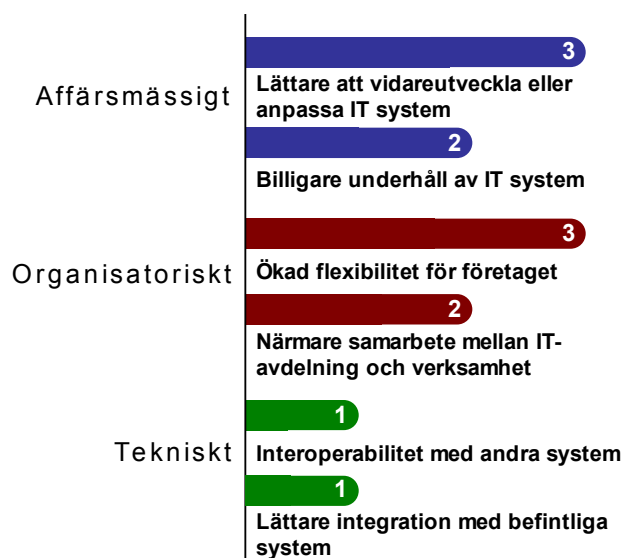 3
Affärsmässigt
Lättare att vidareutveckla eller
anpassa IT system
2
Billigare underhåll av IT system
3
Organisatoriskt
Ökad flexibilitet för företaget
2
Närmare samarbete mellan IT-
avdelning och verksamhet
1
Tekniskt
Interoperabilitet med andra system
1
Lättare integration med befintliga
system